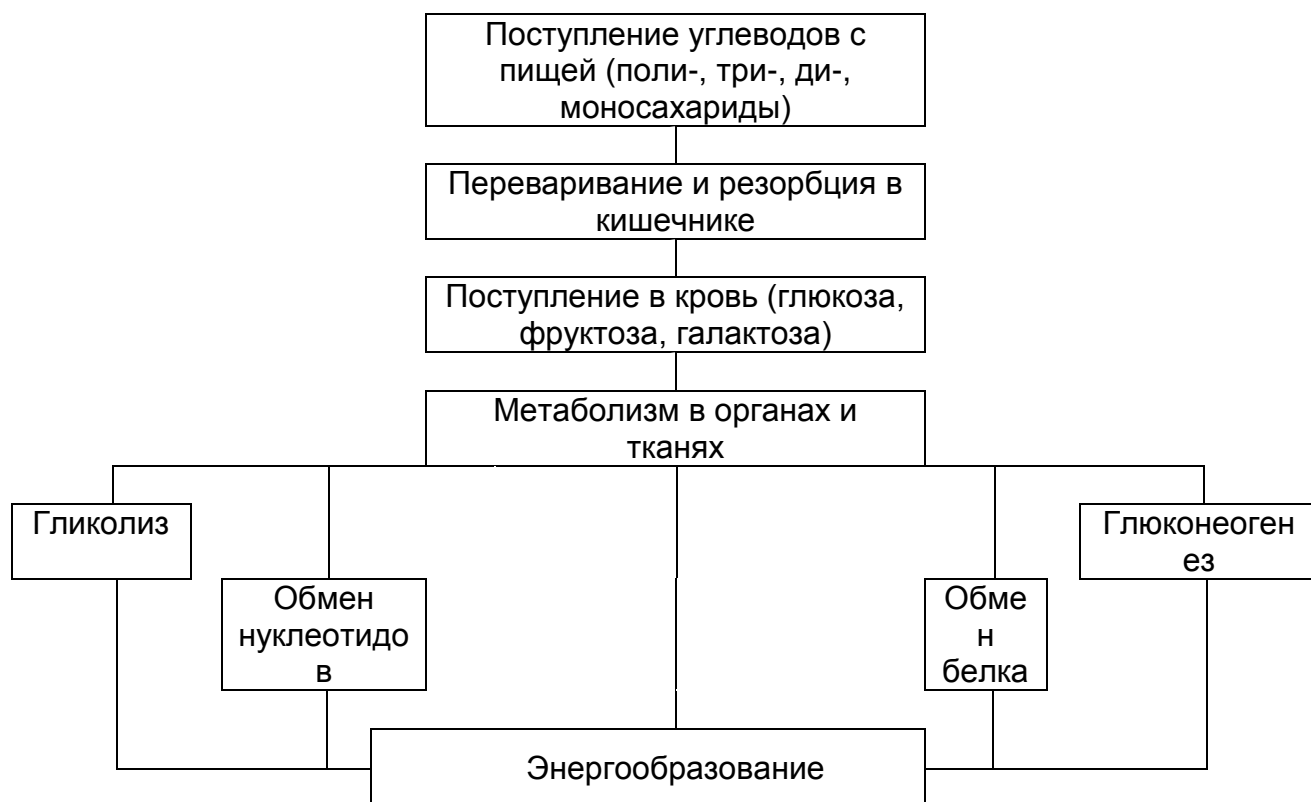 Поступление углеводов с
пищей (поли-, три-, ди-,
моносахариды)
Переваривание и резорбция в
кишечнике
Поступление в кровь (глюкоза,
фруктоза, галактоза)
Метаболизм в органах и
тканях
Гликолиз
Глюконеоген
ез
Обмен
нуклеотидо
в
Обме
н
белка
Энергообразование